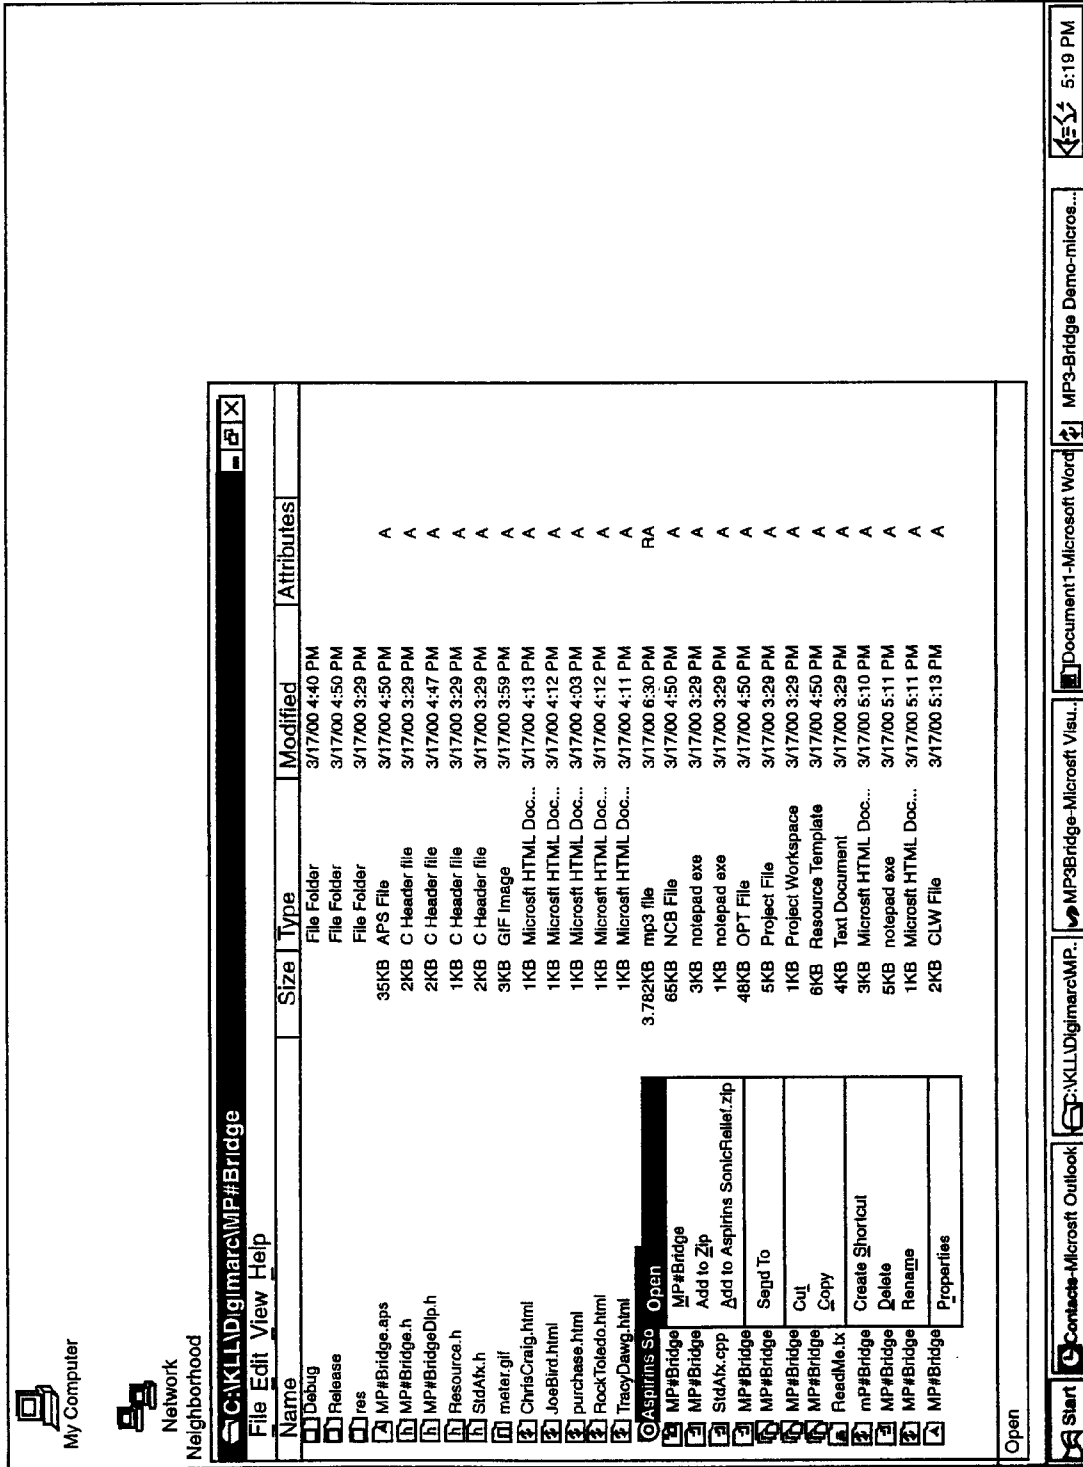 My Computer
Network
Neighborhood
C:\KLL\Digimarc\MP#Bridge
File Edit View Help
Name Size Type Modified Attributes
Debug File Folder 3/17/00 4:40 PM
Release File Folder 3/17/00 4:50 PM
res File Folder 3/17/00 3:29 PM
MP#Bridge.aps 35KB APS File 3/17/00 4:50 PM A
MP#Bridge.h 2KB C Header file 3/17/00 3:29 PM A
MP#BridgeDlp.h 2KB C Header file 3/17/00 4:47 PM A
Resource.h 1KB C Header file 3/17/00 3:29 PM A
StdAfx.h 2KB C Header file 3/17/00 3:29 PM A
meter.gif 3KB GIF Image 3/17/00 3:59 PM A
ChrisCraig.html 1KB Microsft HTML Doc... 3/17/00 4:13 PM A
JoeBird.html 1KB Microsft HTML Doc... 3/17/00 4:12 PM A
purchase.html 1KB Microsft HTML Doc... 3/17/00 4:03 PM A
RockToledo.html 1KB Microsft HTML Doc... 3/17/00 4:12 PM A
TracyDawg.html 1KB Microsft HTML Doc... 3/17/00 4:11 PM A
Aspirins So Open 3.782KB mp3 file 3/17/00 6:30 PM RA
MP#Bridge MP#Bridge 65KB NCB File 3/17/00 4:50 PM A
MP#Bridge Add to Zip 3KB notepad exe 3/17/00 3:29 PM A
StdAfx.cpp Add to Aspirins SonicRelief.zip 1KB notepad exe 3/17/00 3:29 PM A
MP#Bridge 48KB OPT File 3/17/00 4:50 PM A
MP#Bridge Send To 5KB Project File 3/17/00 3:29 PM A
MP#Bridge Cut 1KB Project Workspace 3/17/00 3:29 PM A
MP#Bridge Copy 6KB Resource Template 3/17/00 4:50 PM A
ReadMe.tx 4KB Text Document 3/17/00 3:29 PM A
mP#Bridge Create Shortcut 3KB Microsft HTML Doc... 3/17/00 5:10 PM A
MP#Bridge Delete 5KB notepad exe 3/17/00 5:11 PM A
MP#Bridge Rename 1KB Microsft HTML Doc... 3/17/00 5:11 PM A
MP#Bridge Properties 2KB CLW File 3/17/00 5:13 PM A
Open
Start Contacts-Microsft Outlook C:\KLL\Digimarc\MP.. MP3Bridge-Microsft Visu.. Document1-Microsoft Word MP3-Bridge Demo-micros... 5:19 PM